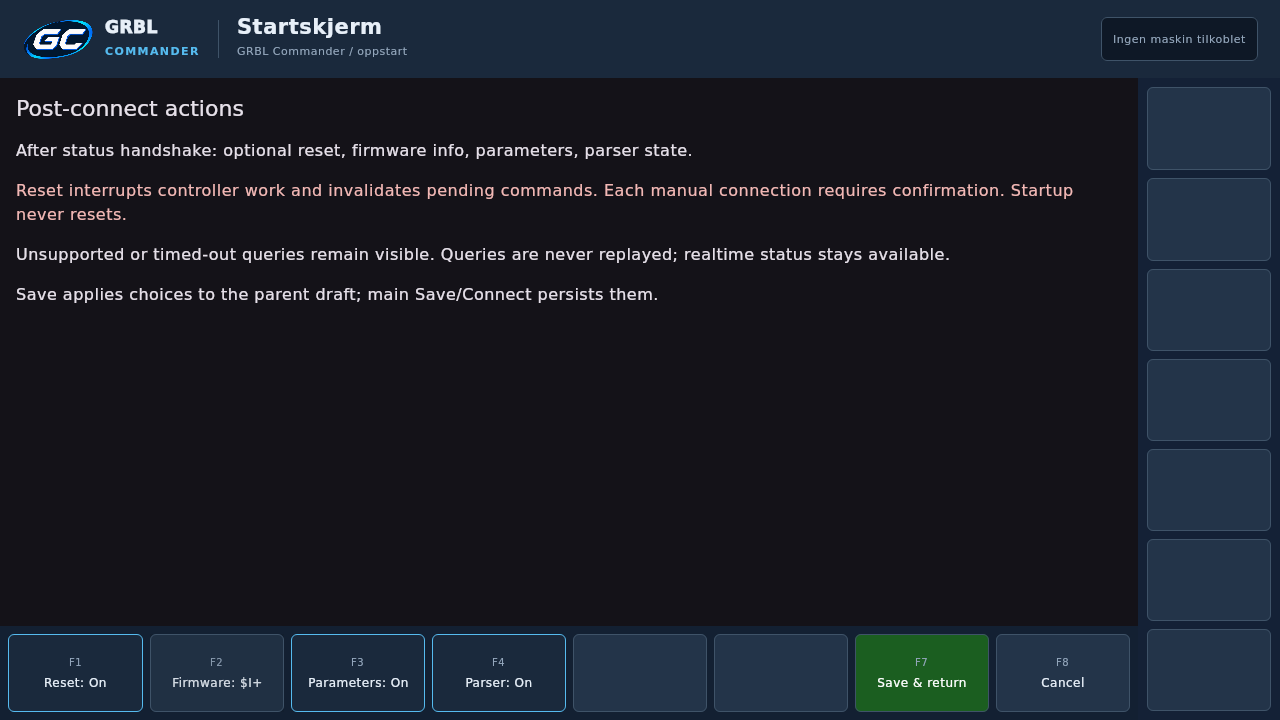 GC
GRBL
COMMANDER
Startskjerm
GRBL Commander / oppstart
Ingen maskin tilkoblet
Post-connect actions
After status handshake: optional reset, firmware info, parameters, parser state.
Reset interrupts controller work and invalidates pending commands. Each manual connection requires confirmation. Startup
never resets.
Unsupported or timed-out queries remain visible. Queries are never replayed; realtime status stays available.
Save applies choices to the parent draft; main Save/Connect persists them.
F1
Reset: On
F2
Firmware: $I+
F3
Parameters: On
F4
Parser: On
F7
Save & return
F8
Cancel